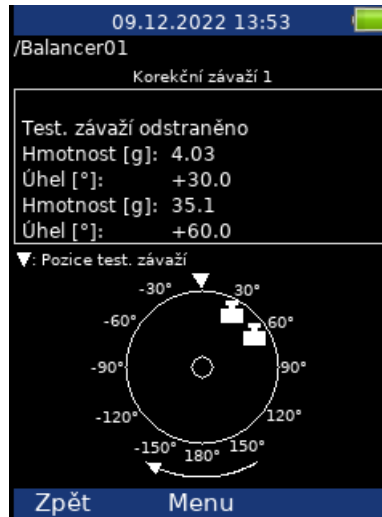 09.12.2022 13:53
/Balancer01
Korekční závaží 1
Test. závaží odstraněno
Hmotnost [g]: 4.03
Úhel [°]: +30.0
Hmotnost [g]: 35.1
Úhel [°]: +60.0
▼: Pozice test. závaží
-30° 30°
-60° 60°
-90° 90°
-120° 120°
-150° 180° 150°
Zpět Menu